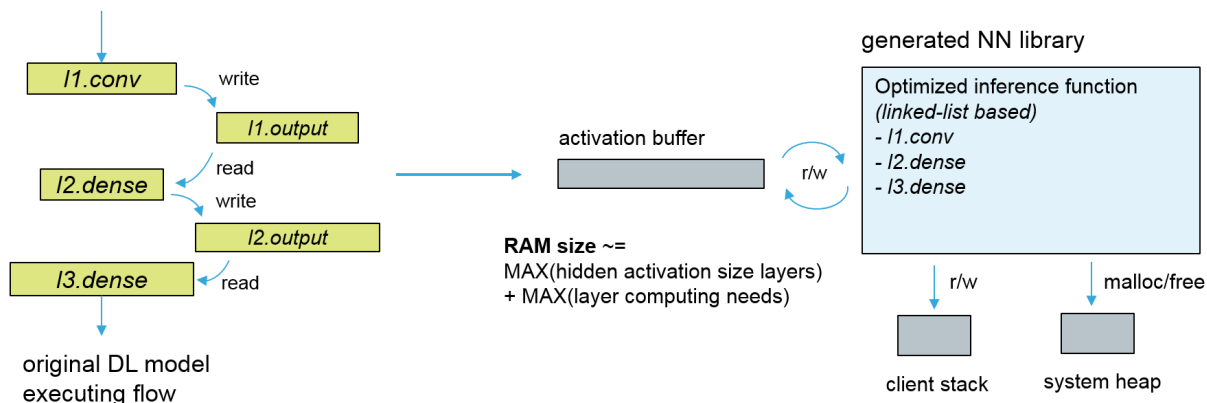 l1.conv
write
l1.output
read
l2.dense
write
l2.output
l3.dense
read
original DL model
executing flow
activation buffer
r/w
RAM size ~=
MAX(hidden activation size layers)
+ MAX(layer computing needs)
generated NN library
Optimized inference function
(linked-list based)
- l1.conv
- l2.dense
- l3.dense
r/w
malloc/free
client stack
system heap